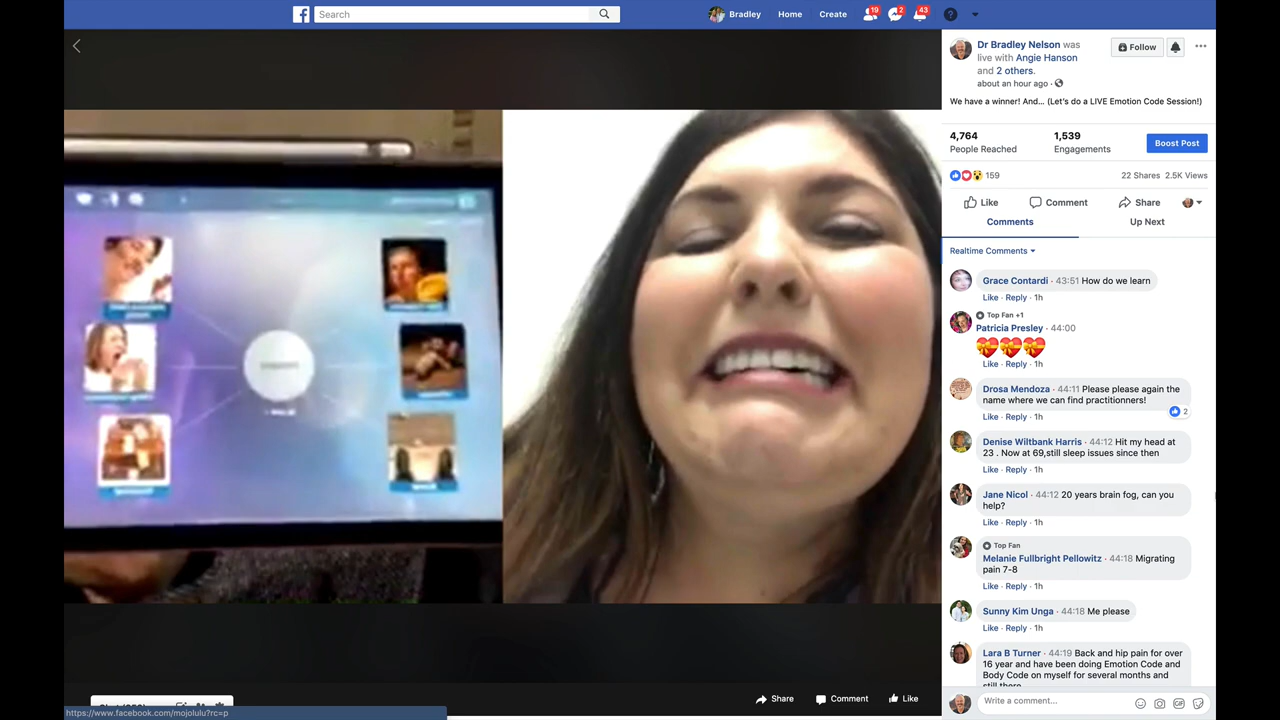 Search
Bradley
Home
Create
19
2
43
Dr Bradley Nelson was
live with Angie Hanson
and 2 others.
about an hour ago ·
Follow
We have a winner! And... (Let's do a LIVE Emotion Code Session!)
4,764
People Reached
1,539
Engagements
Boost Post
159
22 Shares 2.5K Views
Like
Comment
Share
Comments
Up Next
Realtime Comments
Grace Contardi · 43:51 How do we learn
Like · Reply · 1h
Top Fan +1
Patricia Presley · 44:00
Like · Reply · 1h
Drosa Mendoza · 44:11 Please please again the
name where we can find practitionners!
2
Like · Reply · 1h
Denise Wiltbank Harris · 44:12 Hit my head at
23 . Now at 69,still sleep issues since then
Like · Reply · 1h
Jane Nicol · 44:12 20 years brain fog, can you
help?
Like · Reply · 1h
Top Fan
Melanie Fullbright Pellowitz · 44:18 Migrating
pain 7-8
Like · Reply · 1h
Sunny Kim Unga · 44:18 Me please
Like · Reply · 1h
Lara B Turner · 44:19 Back and hip pain for over
16 year and have been doing Emotion Code and
Body Code on myself for several months and
still there
Write a comment...
GIF
Share
Comment
Like
https://www.facebook.com/mojolulu?rc=p